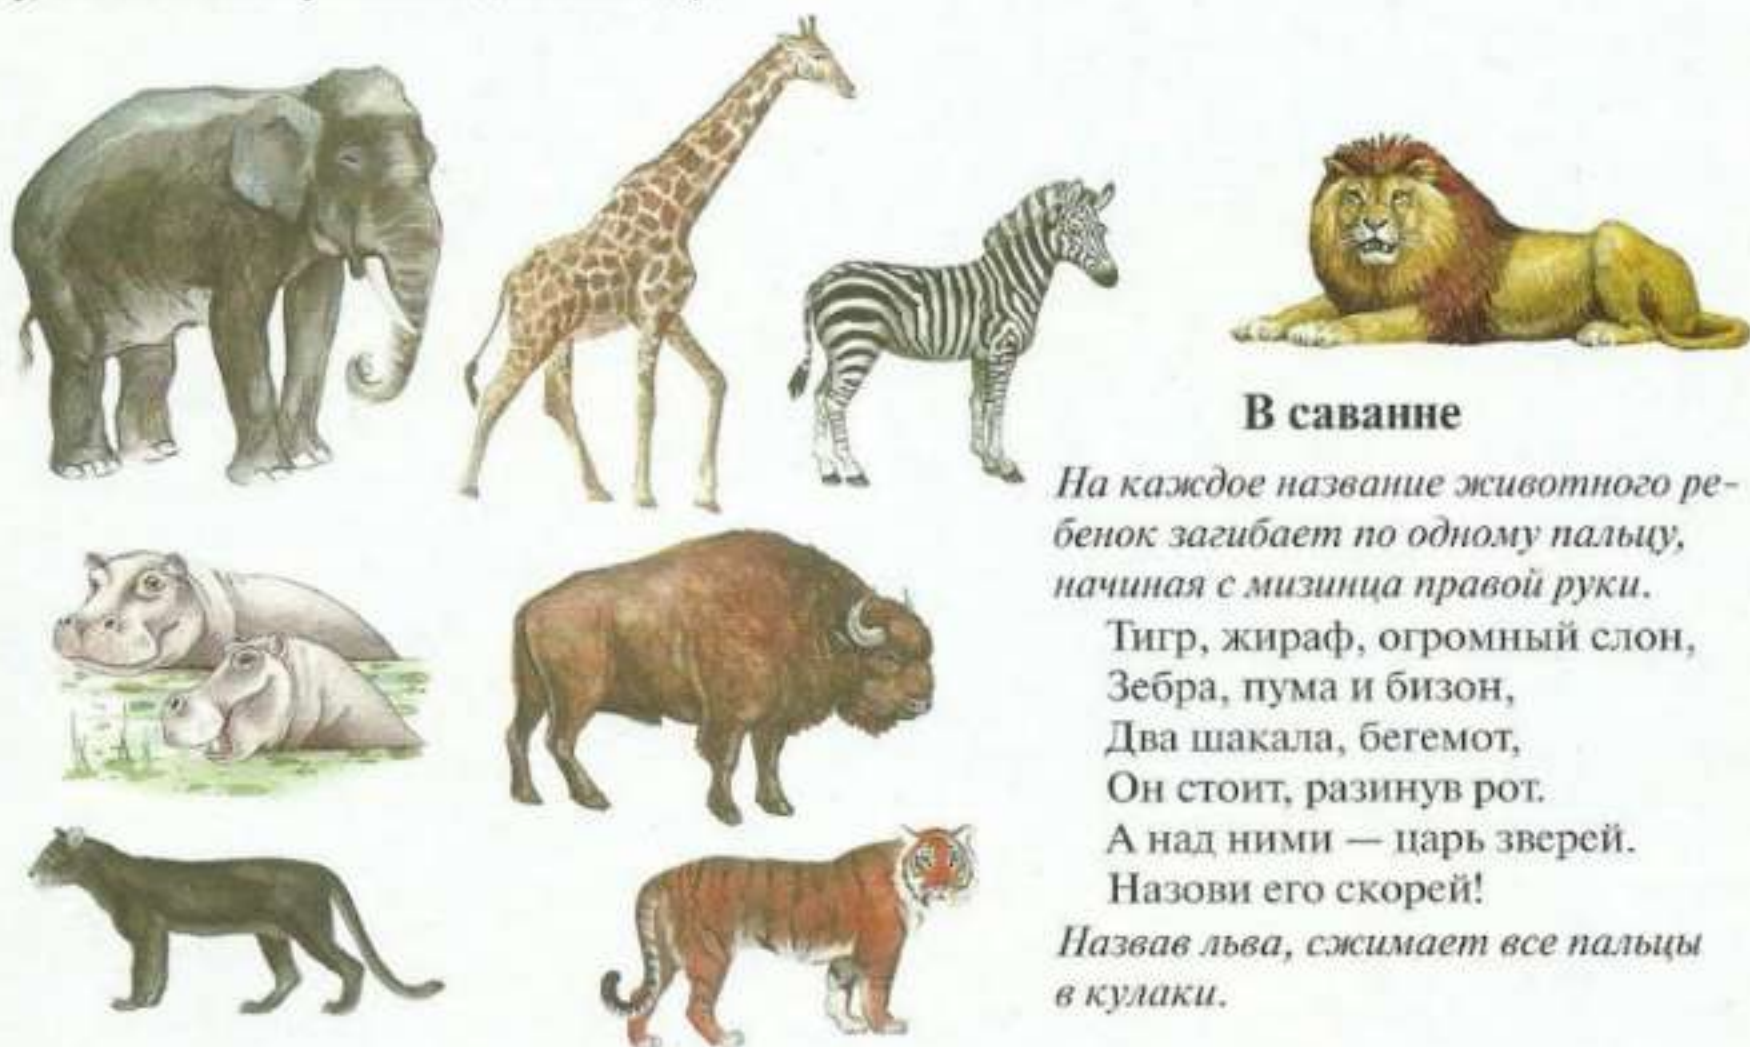 В саванне
На каждое название животного ре-
бенок загибает по одному пальцу,
начиная с мизинца правой руки.
Тигр, жираф, огромный слон,
Зебра, пума и бизон,
Два шакала, бегемот,
Он стоит, разинув рот.
А над ними — царь зверей.
Назови его скорей!
Назвав льва, сжимает все пальцы
в кулаки.